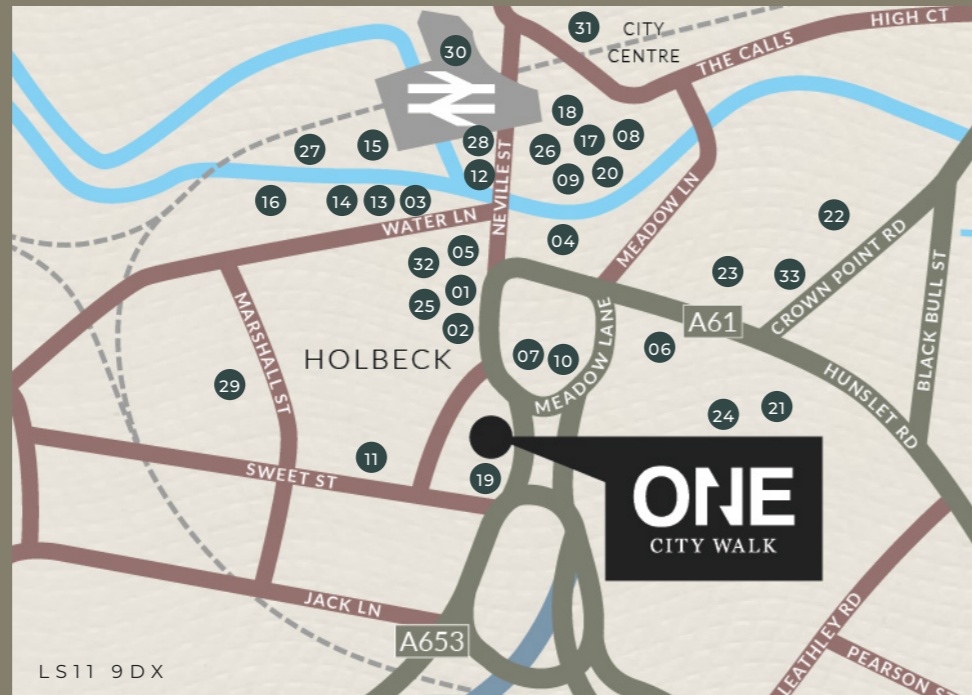 31
CITY
CENTRE
HIGH CT
THE CALLS
30
18
28
26
17
08
27
15
12
09
20
NEVILLE ST
16
14
13
03
WATER LN
MEADOW LN
22
04
05
32
01
25
02
23
33
CROWN POINT RD
BLACK BULL ST
A61
MARSHALL ST
HOLBECK
07
10
MEADOW LANE
06
29
HUNSLET RD
24
21
11
SWEET ST
19
ONE
CITY WALK
JACK LN
A653
LEATHLEY RD
PEARSON ST
LS11 9DX